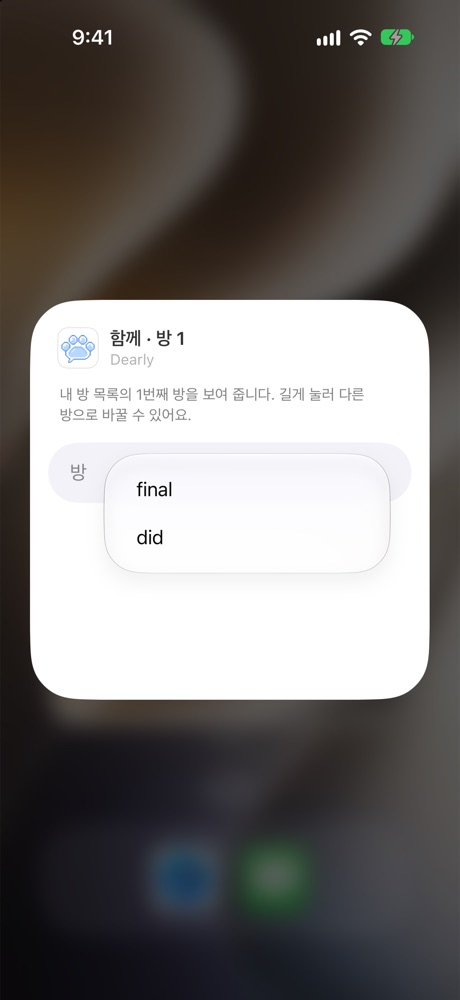 9:41
함께 · 방 1
Dearly
내 방 목록의 1번째 방을 보여 줍니다. 길게 눌러 다른
방으로 바꿀 수 있어요.
방
final
did